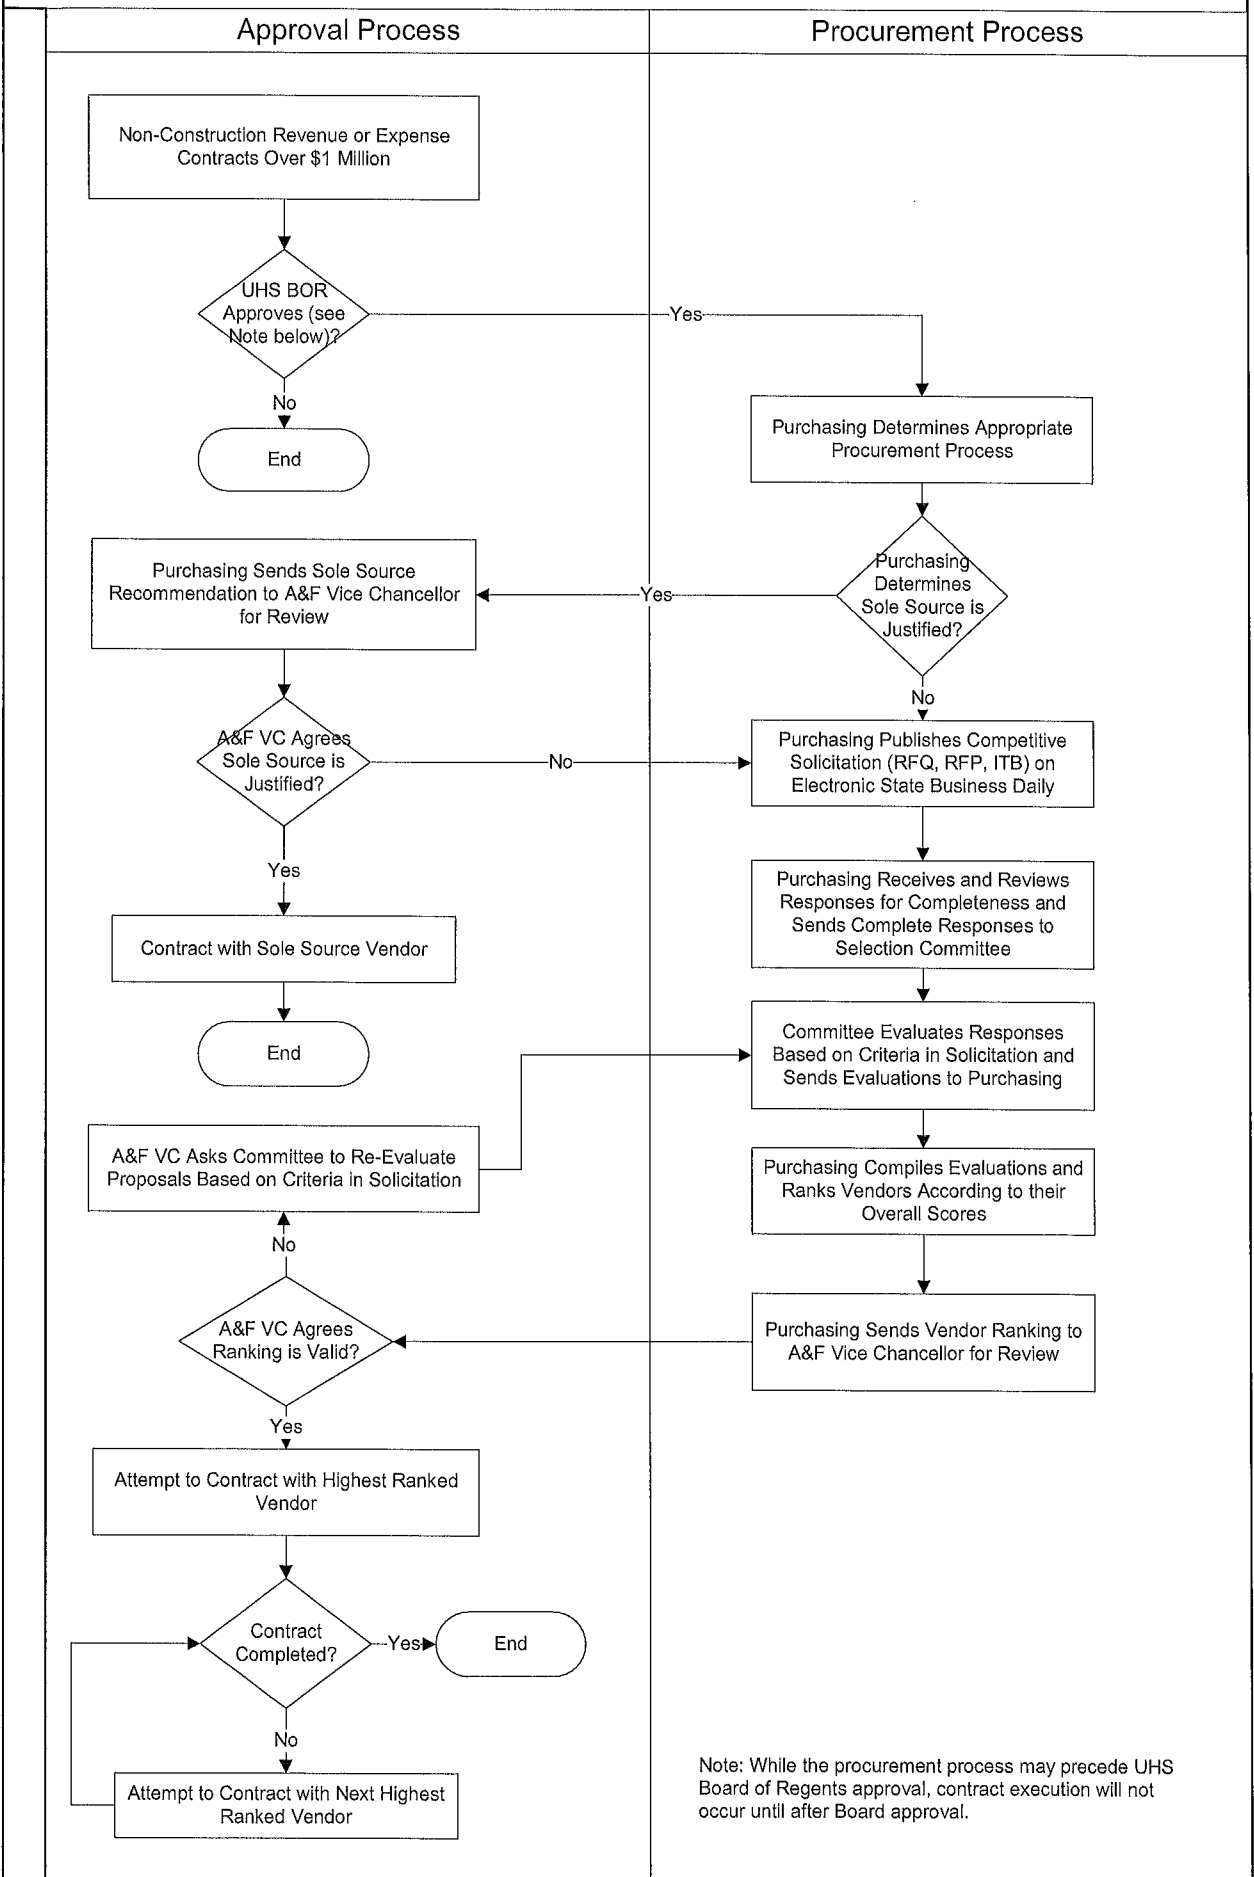 Approval Process
Procurement Process
Non-Construction Revenue or Expense
Contracts Over $1 Million
UHS BOR
Approves (see
Note below)?
Yes
No
End
Purchasing Determines Appropriate
Procurement Process
Purchasing
Determines
Sole Source is
Justified?
Yes
No
Purchasing Sends Sole Source
Recommendation to A&F Vice Chancellor
for Review
A&F VC Agrees
Sole Source is
Justified?
No
Yes
Purchasing Publishes Competitive
Solicitation (RFQ, RFP, ITB) on
Electronic State Business Daily
Contract with Sole Source Vendor
End
Purchasing Receives and Reviews
Responses for Completeness and
Sends Complete Responses to
Selection Committee
Committee Evaluates Responses
Based on Criteria in Solicitation and
Sends Evaluations to Purchasing
A&F VC Asks Committee to Re-Evaluate
Proposals Based on Criteria in Solicitation
Purchasing Compiles Evaluations and
Ranks Vendors According to their
Overall Scores
No
A&F VC Agrees
Ranking is Valid?
Purchasing Sends Vendor Ranking to
A&F Vice Chancellor for Review
Yes
Attempt to Contract with Highest Ranked
Vendor
Contract
Completed?
Yes
End
No
Attempt to Contract with Next Highest
Ranked Vendor
Note: While the procurement process may precede UHS
Board of Regents approval, contract execution will not
occur until after Board approval.